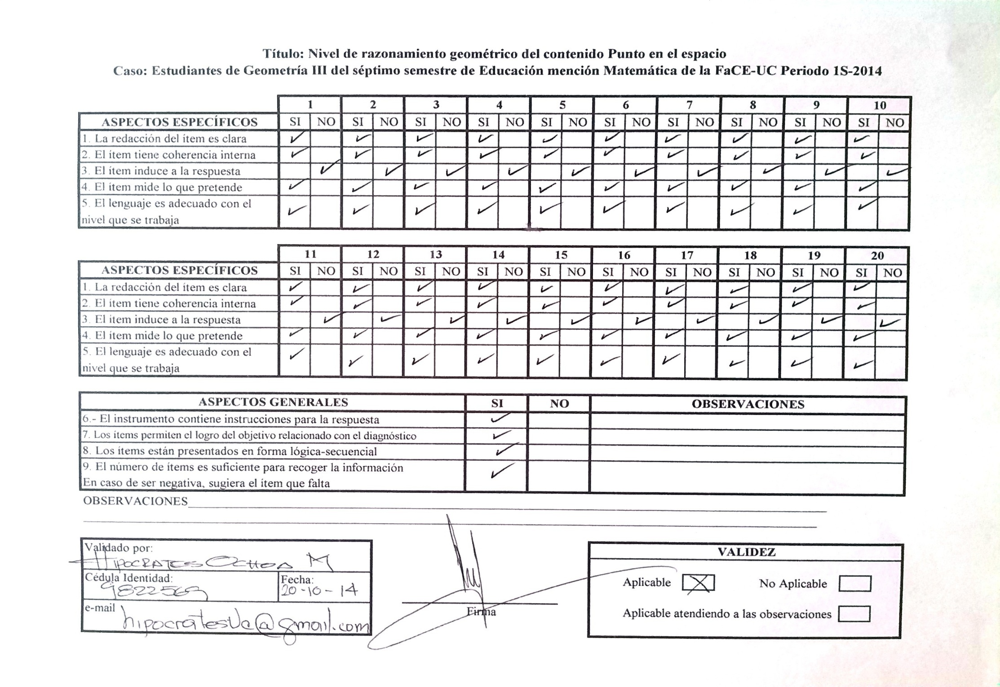 Título: Nivel de razonamiento geométrico del contenido Punto en el espacio
Caso: Estudiantes de Geometría III del séptimo semestre de Educación mención Matemática de la FaCE-UC Periodo 1S-2014
1 2 3 4 5 6 7 8 9 10
ASPECTOS ESPECÍFICOS SI NO SI NO SI NO SI NO SI NO SI NO SI NO SI NO SI NO SI NO
1. La redacción del ítem es clara ✓ ✓ ✓ ✓ ✓ ✓ ✓ ✓ ✓ ✓
2. El ítem tiene coherencia interna ✓ ✓ ✓ ✓ ✓ ✓ ✓ ✓ ✓ ✓
3. El ítem induce a la respuesta ✓ ✓ ✓ ✓ ✓ ✓ ✓ ✓ ✓ ✓
4. El ítem mide lo que pretende ✓ ✓ ✓ ✓ ✓ ✓ ✓ ✓ ✓ ✓
5. El lenguaje es adecuado con el
nivel que se trabaja ✓ ✓ ✓ ✓ ✓ ✓ ✓ ✓ ✓ ✓
11 12 13 14 15 16 17 18 19 20
ASPECTOS ESPECÍFICOS SI NO SI NO SI NO SI NO SI NO SI NO SI NO SI NO SI NO SI NO
1. La redacción del ítem es clara ✓ ✓ ✓ ✓ ✓ ✓ ✓ ✓ ✓ ✓
2. El ítem tiene coherencia interna ✓ ✓ ✓ ✓ ✓ ✓ ✓ ✓ ✓ ✓
3. El ítem induce a la respuesta ✓ ✓ ✓ ✓ ✓ ✓ ✓ ✓ ✓ ✓
4. El ítem mide lo que pretende ✓ ✓ ✓ ✓ ✓ ✓ ✓ ✓ ✓ ✓
5. El lenguaje es adecuado con el
nivel que se trabaja ✓ ✓ ✓ ✓ ✓ ✓ ✓ ✓ ✓ ✓
ASPECTOS GENERALES SI NO OBSERVACIONES
6.- El instrumento contiene instrucciones para la respuesta ✓
7. Los ítems permiten el logro del objetivo relacionado con el diagnóstico ✓
8. Los ítems están presentados en forma lógica-secuencial ✓
9. El número de ítems es suficiente para recoger la información ✓
En caso de ser negativa, sugiera el ítem que falta
OBSERVACIONES
Validado por:
HIPOCRATES OCHOA M
Cédula Identidad: Fecha:
9822569 20-10-14
e-mail
hipocratesUc@gmail.com
Firma
VALIDEZ
Aplicable X No Aplicable
Aplicable atendiendo a las observaciones